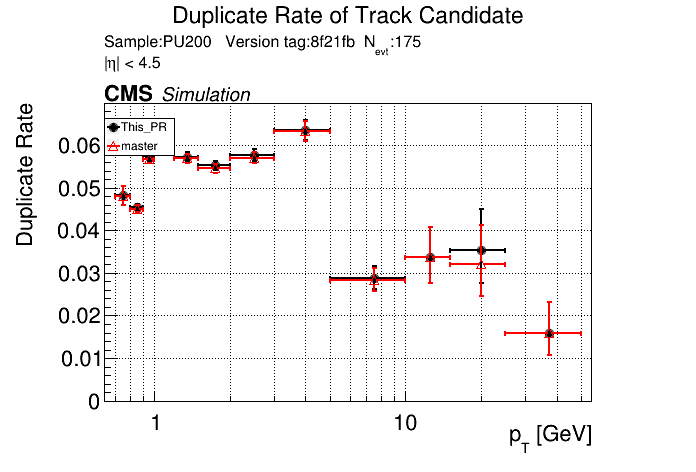 Duplicate Rate of Track Candidate
Sample:PU200 Version tag:8f21fb N_evt:175
|η| < 4.5
CMS Simulation
This_PR
master
Duplicate Rate
0.06
0.05
0.04
0.03
0.02
0.01
0
1
10
p_T [GeV]